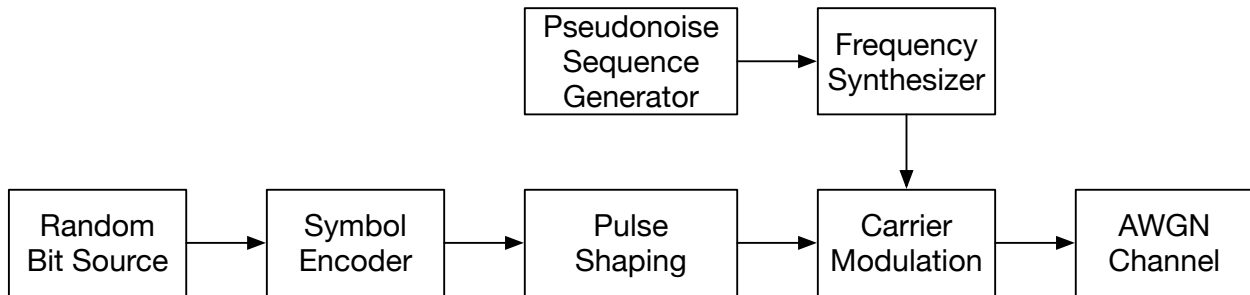 Pseudonoise
Sequence
Generator
Frequency
Synthesizer
Random
Bit Source
Symbol
Encoder
Pulse
Shaping
Carrier
Modulation
AWGN
Channel